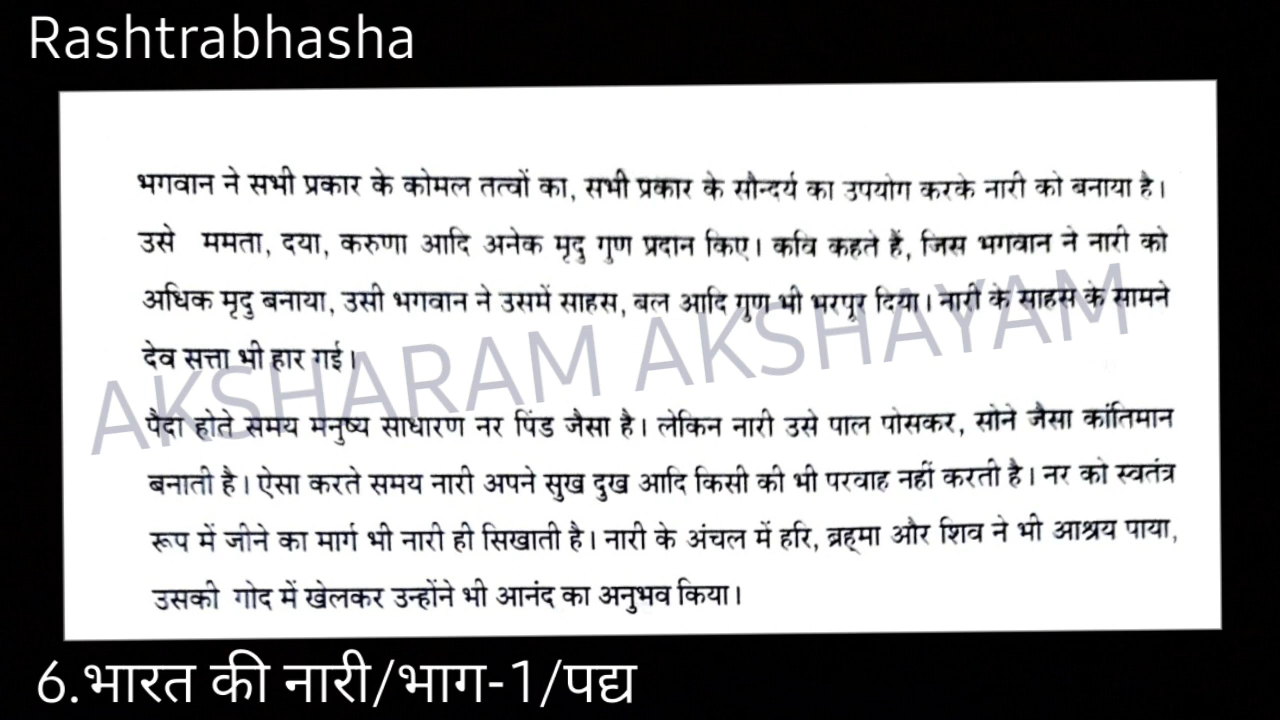 Rashtrabhasha
भगवान ने सभी प्रकार के कोमल तत्वों का, सभी प्रकार के सौन्दर्य का उपयोग करके नारी को बनाया है।
उसे ममता, दया, करुणा आदि अनेक मृदु गुण प्रदान किए। कवि कहते हैं, जिस भगवान ने नारी को
अधिक मृदु बनाया, उसी भगवान ने उसमें साहस, बल आदि गुण भी भरपूर दिया। नारी के साहस के सामने
देव सत्ता भी हार गई।
AKSHARAM AKSHAYAM
पैदा होते समय मनुष्य साधारण नर पिंड जैसा है। लेकिन नारी उसे पाल पोसकर, सोने जैसा कांतिमान
बनाती है। ऐसा करते समय नारी अपने सुख दुख आदि किसी की भी परवाह नहीं करती है। नर को स्वतंत्र
रूप में जीने का मार्ग भी नारी ही सिखाती है। नारी के अंचल में हरि, ब्रह्मा और शिव ने भी आश्रय पाया,
उसकी गोद में खेलकर उन्होंने भी आनंद का अनुभव किया।
6.भारत की नारी/भाग-1/पद्य